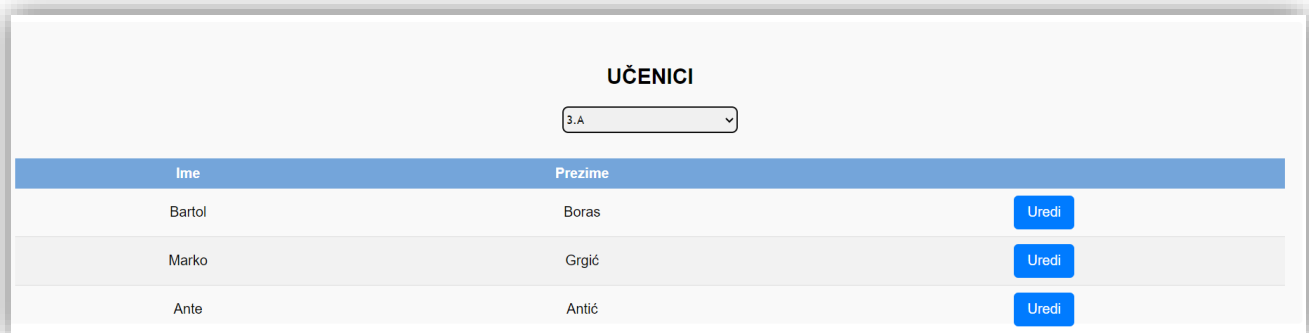 UČENICI
3.A
Ime Prezime
Bartol Boras Uredi
Marko Grgić Uredi
Ante Antić Uredi